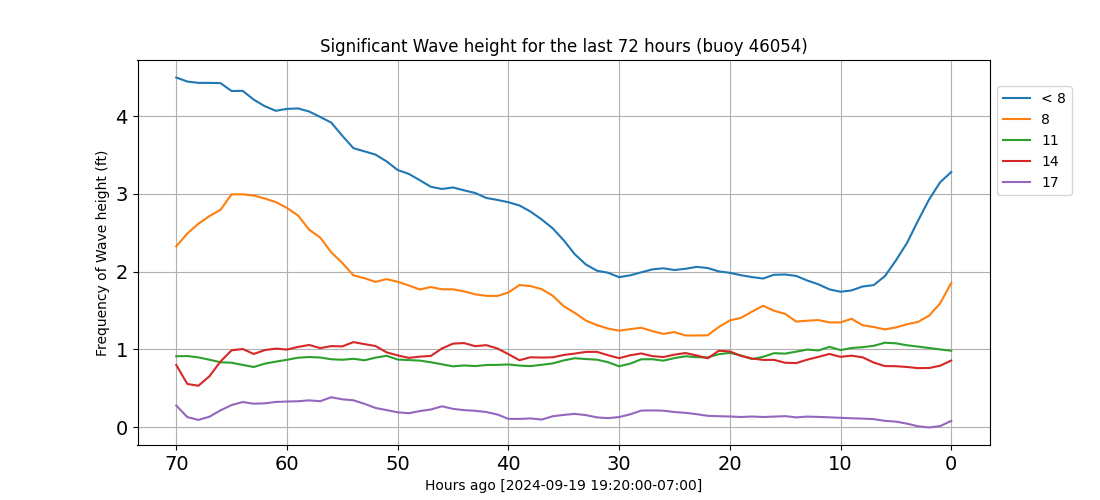 Significant Wave height for the last 72 hours (buoy 46054)
Frequency of Wave height (ft)
4
3
2
1
0
70 60 50 40 30 20 10 0
Hours ago [2024-09-19 19:20:00-07:00]
< 8
8
11
14
17